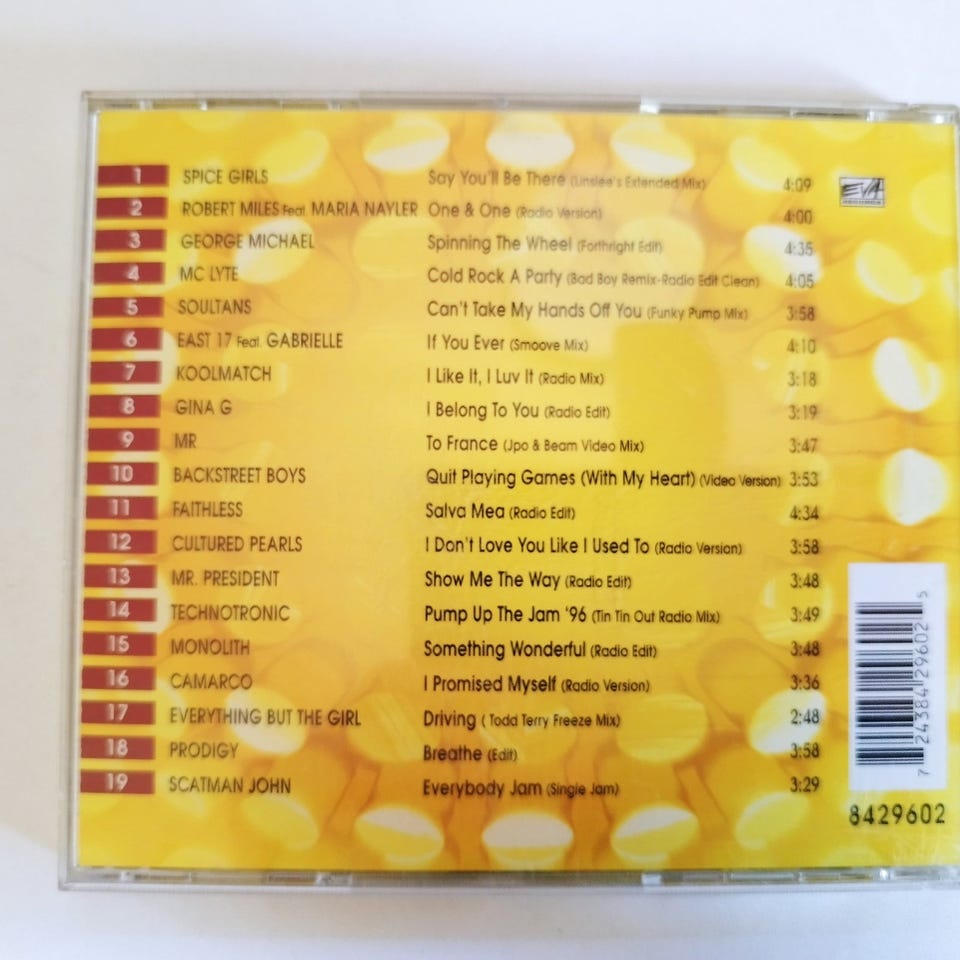 1 SPICE GIRLS Say You'll Be There (Linslee's Extended Mix) 4:09
EVA
2 ROBERT MILES Feat. MARIA NAYLER One & One (Radio Version) 4:00
3 GEORGE MICHAEL Spinning The Wheel (Forthright Edit) 4:35
4 MC LYTE Cold Rock A Party (Bad Boy Remix-Radio Edit Clean) 4:05
5 SOULTANS Can't Take My Hands Off You (Funky Pump Mix) 3:58
6 EAST 17 Feat. GABRIELLE If You Ever (Smoove Mix) 4:10
7 KOOLMATCH I Like It, I Luv It (Radio Mix) 3:18
8 GINA G I Belong To You (Radio Edit) 3:19
9 MR To France (Jpo & Beam Video Mix) 3:47
10 BACKSTREET BOYS Quit Playing Games (With My Heart) (Video Version) 3:53
11 FAITHLESS Salva Mea (Radio Edit) 4:34
12 CULTURED PEARLS I Don't Love You Like I Used To (Radio Version) 3:58
13 MR. PRESIDENT Show Me The Way (Radio Edit) 3:48
14 TECHNOTRONIC Pump Up The Jam '96 (Tin Tin Out Radio Mix) 3:49
15 MONOLITH Something Wonderful (Radio Edit) 3:48
16 CAMARCO I Promised Myself (Radio Version) 3:36
17 EVERYTHING BUT THE GIRL Driving ( Todd Terry Freeze Mix) 2:48
18 PRODIGY Breathe (Edit) 3:58
19 SCATMAN JOHN Everybody Jam (Single Jam) 3:29
7 24384 29602 5
8429602